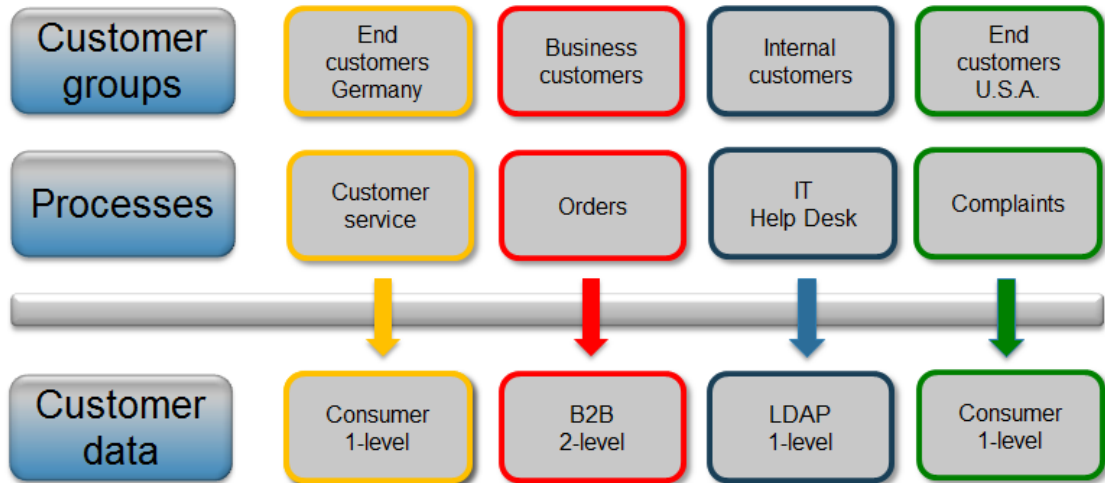 Customer
groups
End
customers
Germany
Business
customers
Internal
customers
End
customers
U.S.A.
Processes
Customer
service
Orders
IT
Help Desk
Complaints
Customer
data
Consumer
1-level
B2B
2-level
LDAP
1-level
Consumer
1-level